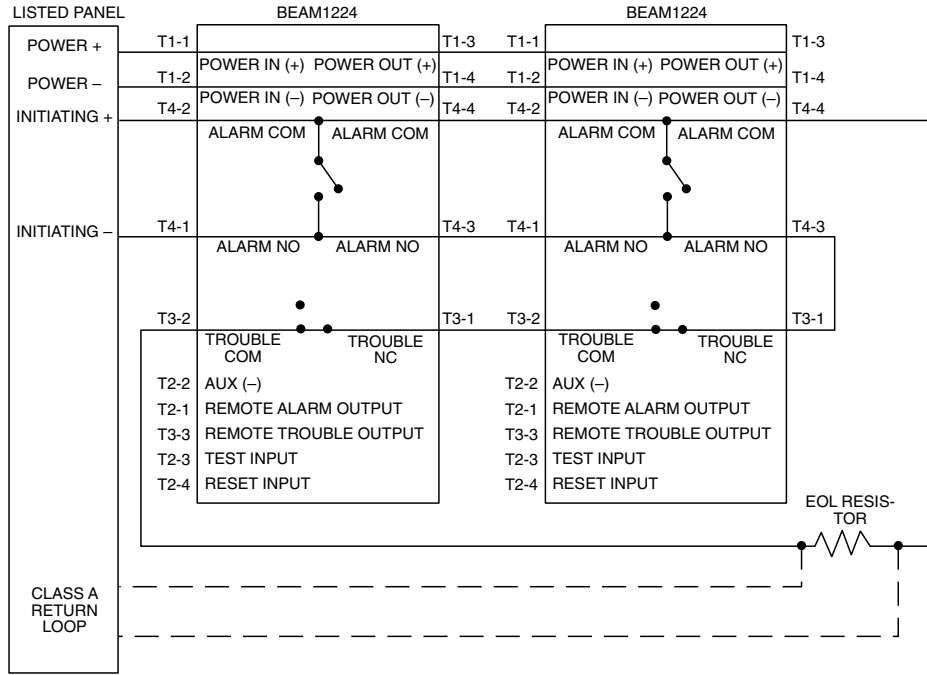 LISTED PANEL BEAM1224 BEAM1224
POWER + T1-1 T1-3 T1-1 T1-3
POWER IN (+) POWER OUT (+) POWER IN (+) POWER OUT (+)
POWER – T1-2 T1-4 T1-2 T1-4
POWER IN (–) POWER OUT (–) POWER IN (–) POWER OUT (–)
INITIATING + T4-2 T4-4 T4-2 T4-4
ALARM COM ALARM COM ALARM COM ALARM COM
INITIATING – T4-1 T4-3 T4-1 T4-3
ALARM NO ALARM NO ALARM NO ALARM NO
T3-2 T3-1 T3-2 T3-1
TROUBLE TROUBLE TROUBLE TROUBLE
COM NC COM NC
T2-2 AUX (–) T2-2 AUX (–)
T2-1 REMOTE ALARM OUTPUT T2-1 REMOTE ALARM OUTPUT
T3-3 REMOTE TROUBLE OUTPUT T3-3 REMOTE TROUBLE OUTPUT
T2-3 TEST INPUT T2-3 TEST INPUT
T2-4 RESET INPUT T2-4 RESET INPUT
EOL RESIS-
TOR
CLASS A
RETURN
LOOP